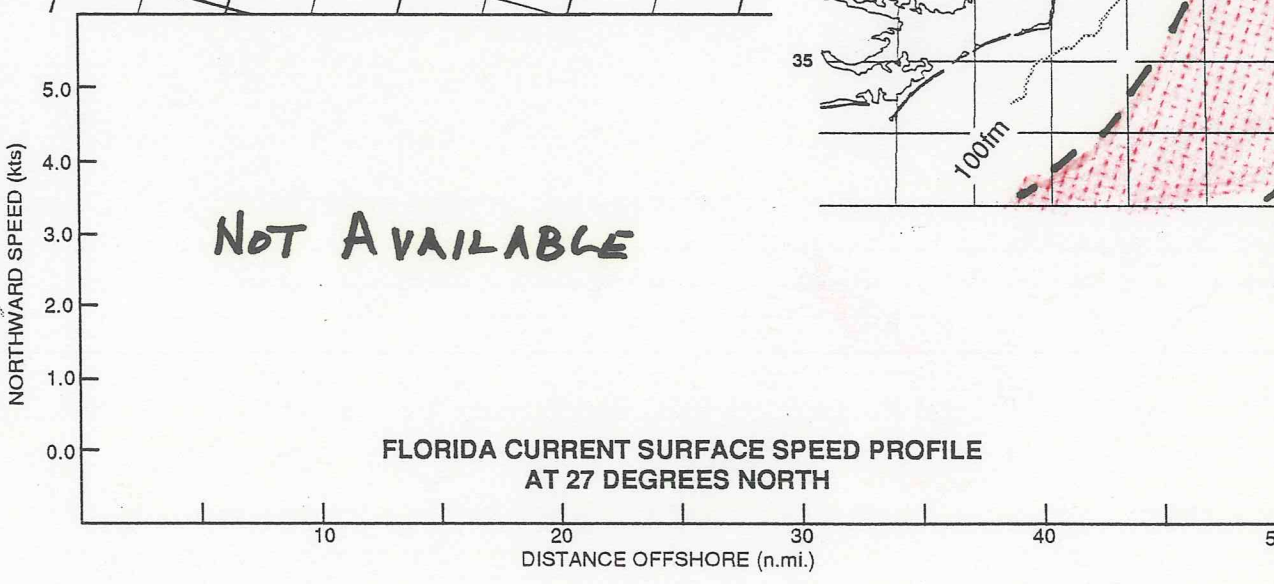 35
100fm
NORTHWARD SPEED (kts)
5.0
4.0
3.0
2.0
1.0
0.0
NOT AVAILABLE
FLORIDA CURRENT SURFACE SPEED PROFILE
AT 27 DEGREES NORTH
10 20 30 40
DISTANCE OFFSHORE (n.mi.)